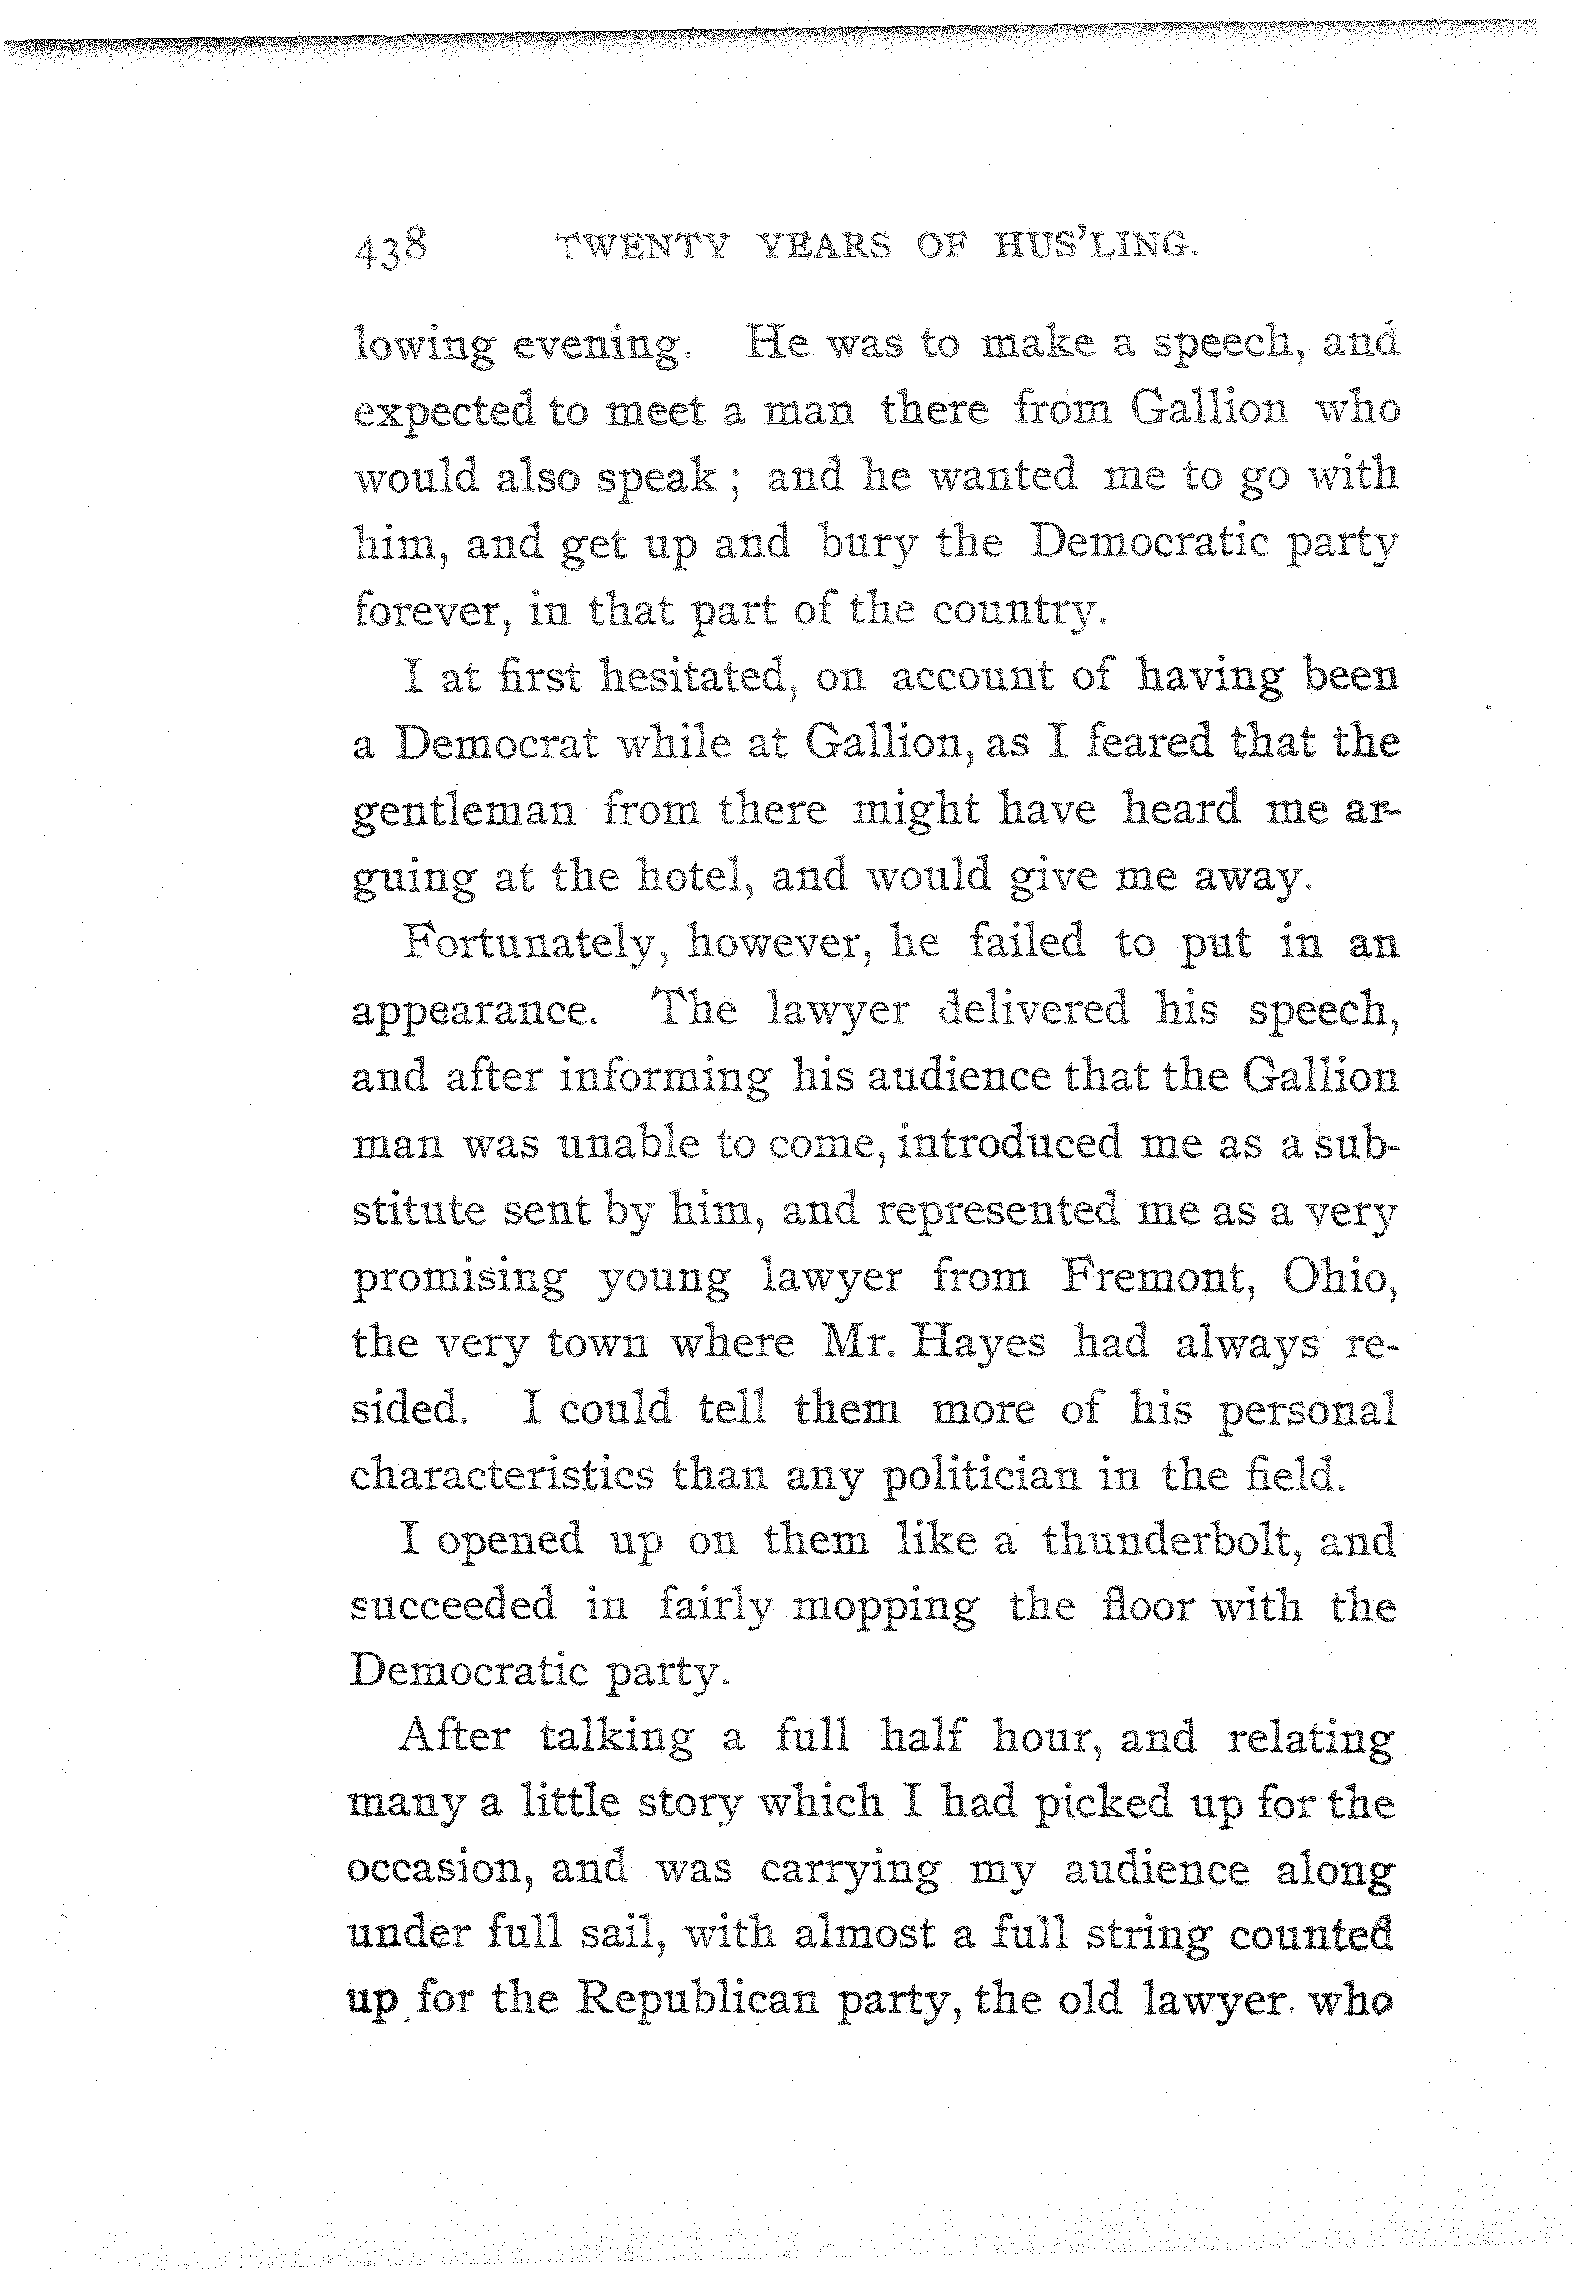 438 TWENTY YEARS OF HUS'LING.
lowing evening. He was to make a speech, and
expected to meet a man there from Gallion who
would also speak ; and he wanted me to go with
him, and get up and bury the Democratic party
forever, in that part of the country.
I at first hesitated, on account of having been
a Democrat while at Gallion, as I feared that the
gentleman from there might have heard me ar-
guing at the hotel, and would give me away.
Fortunately, however, he failed to put in an
appearance. The lawyer delivered his speech,
and after informing his audience that the Gallion
man was unable to come, introduced me as a sub-
stitute sent by him, and represented me as a very
promising young lawyer from Fremont, Ohio,
the very town where Mr. Hayes had always re-
sided. I could tell them more of his personal
characteristics than any politician in the field.
I opened up on them like a thunderbolt, and
succeeded in fairly mopping the floor with the
Democratic party.
After talking a full half hour, and relating
many a little story which I had picked up for the
occasion, and was carrying my audience along
under full sail, with almost a full string counted
up for the Republican party, the old lawyer who